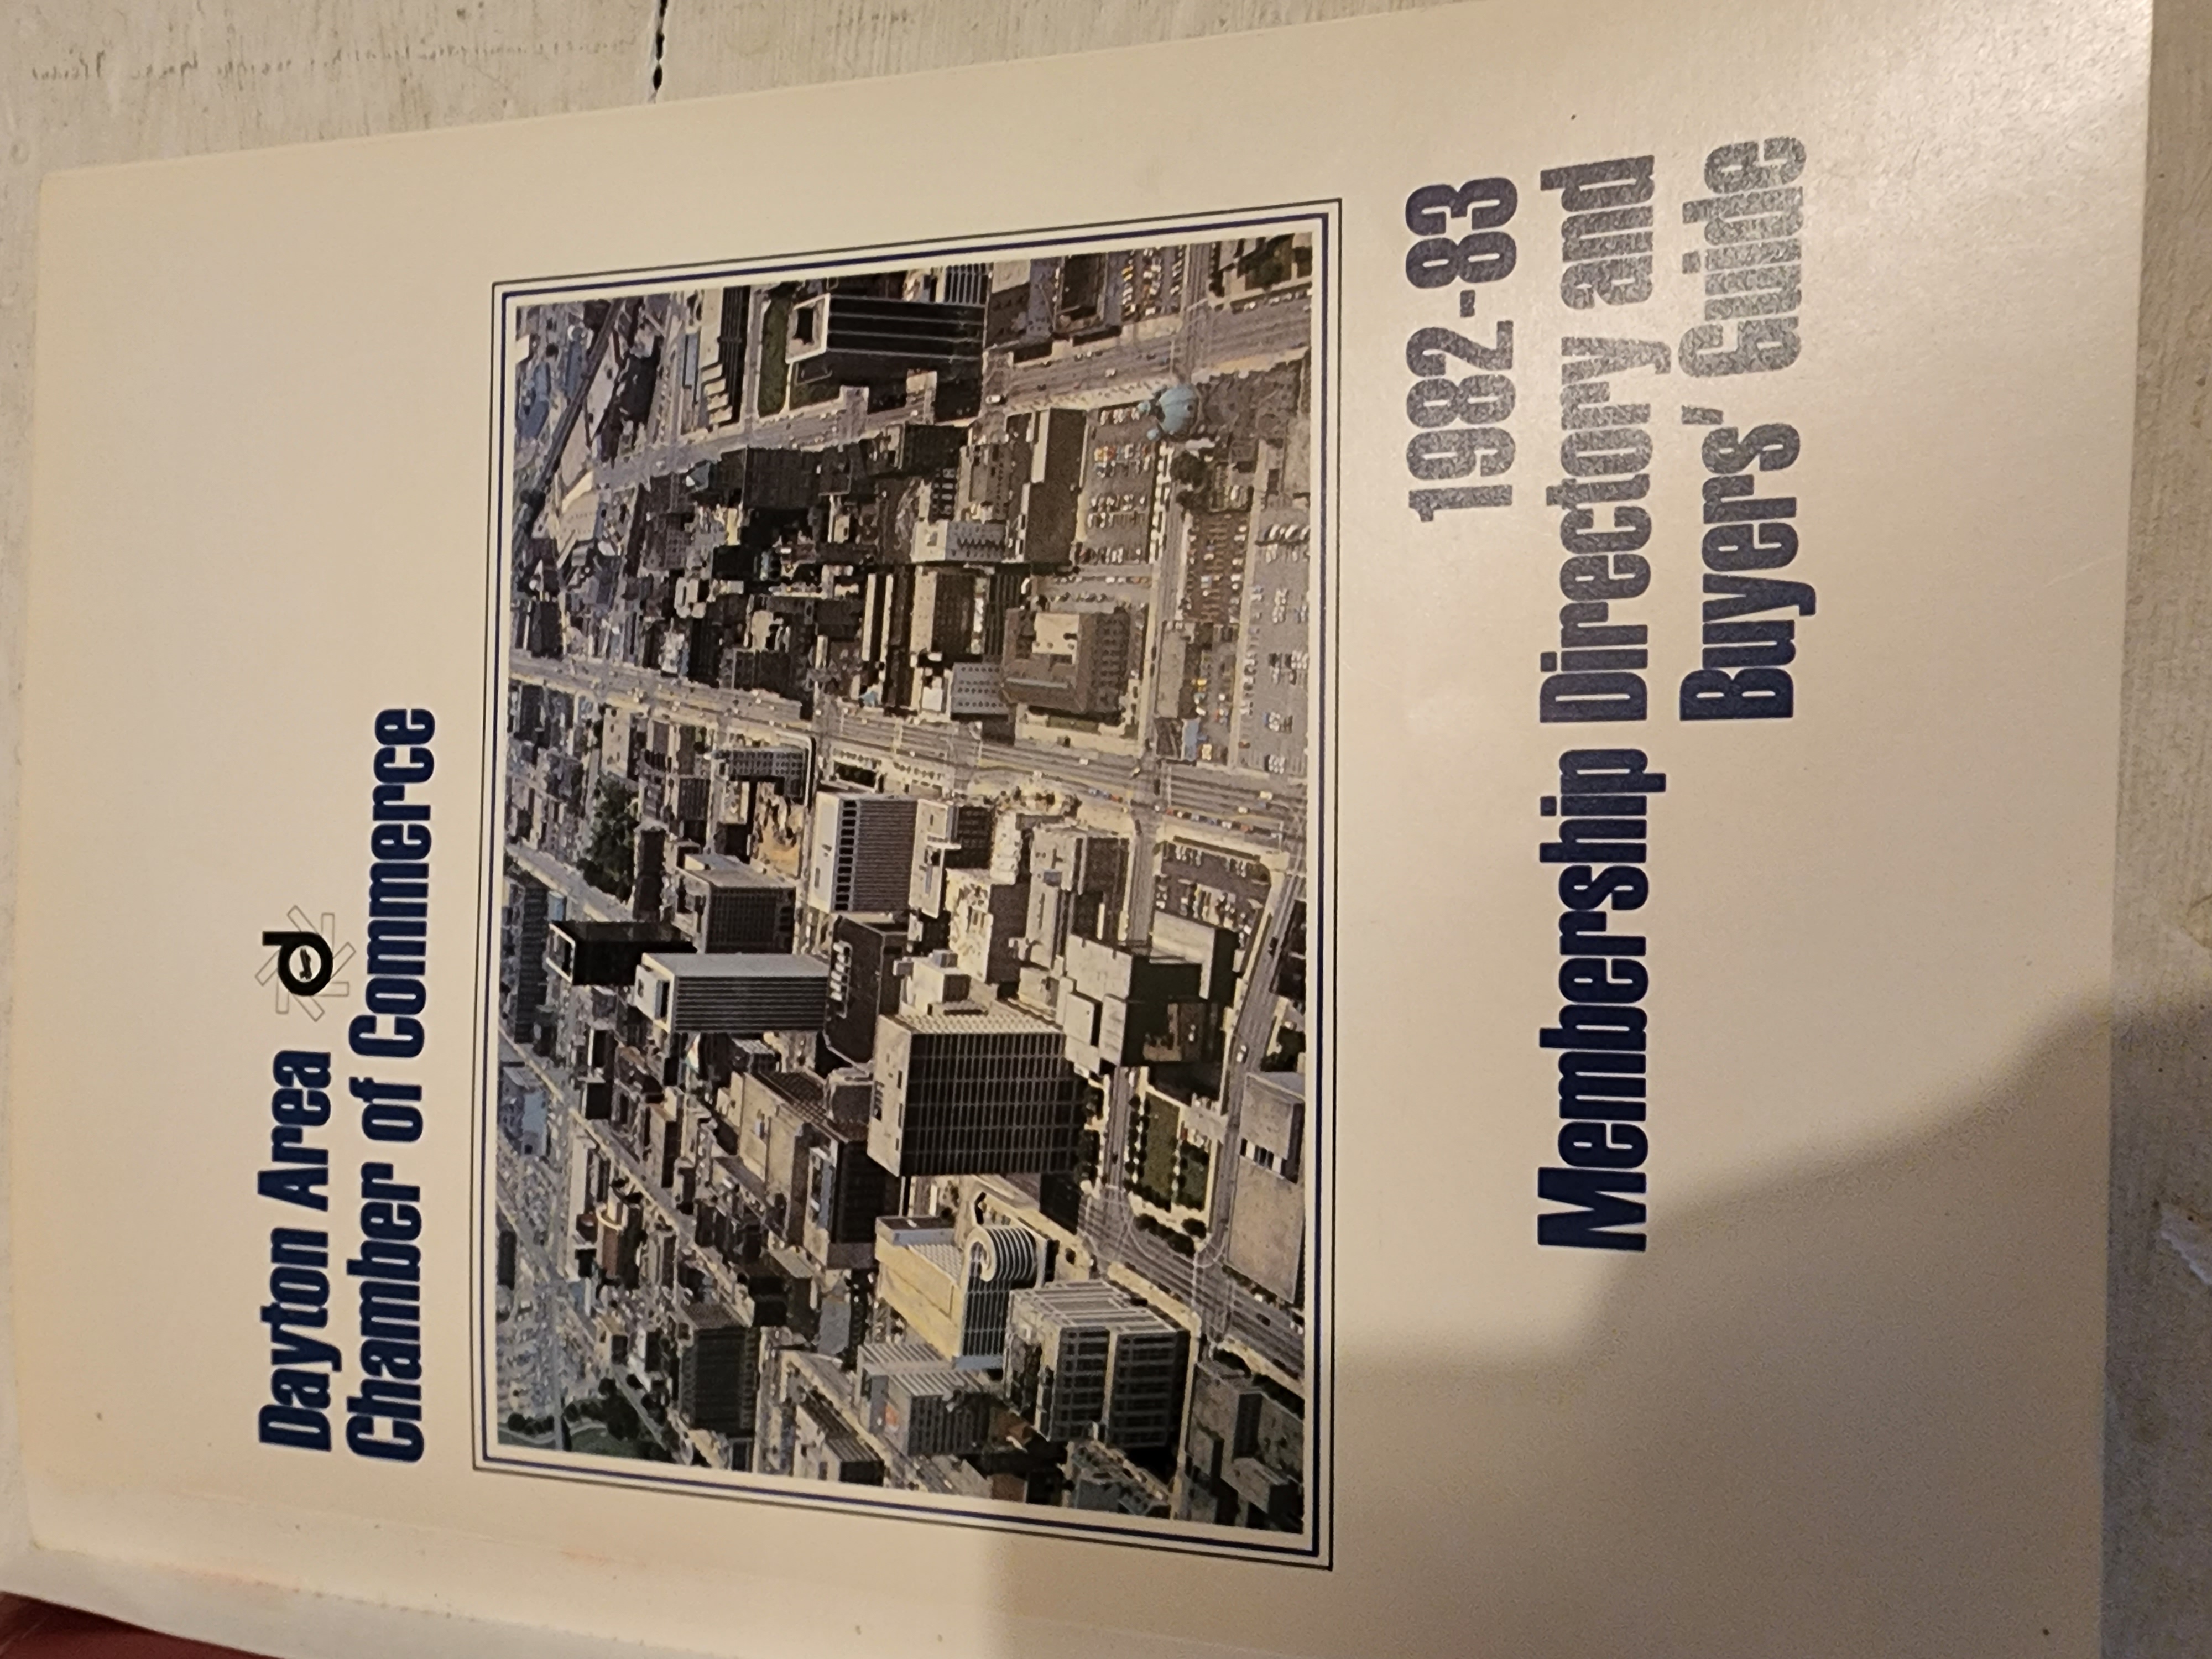 Dayton Area
Chamber of Commerce
1982-83
Membership Directory and
Buyers' Guide